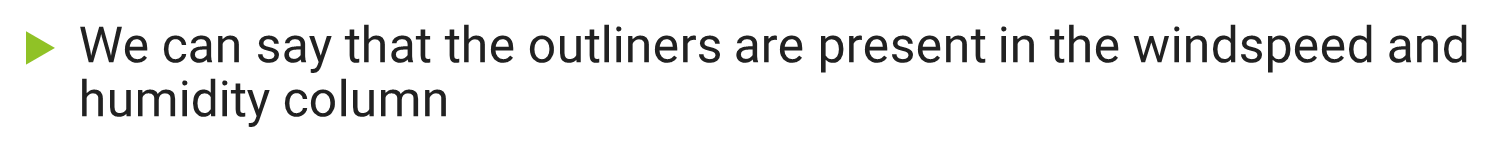 We can say that the outliners are present in the windspeed and
humidity column